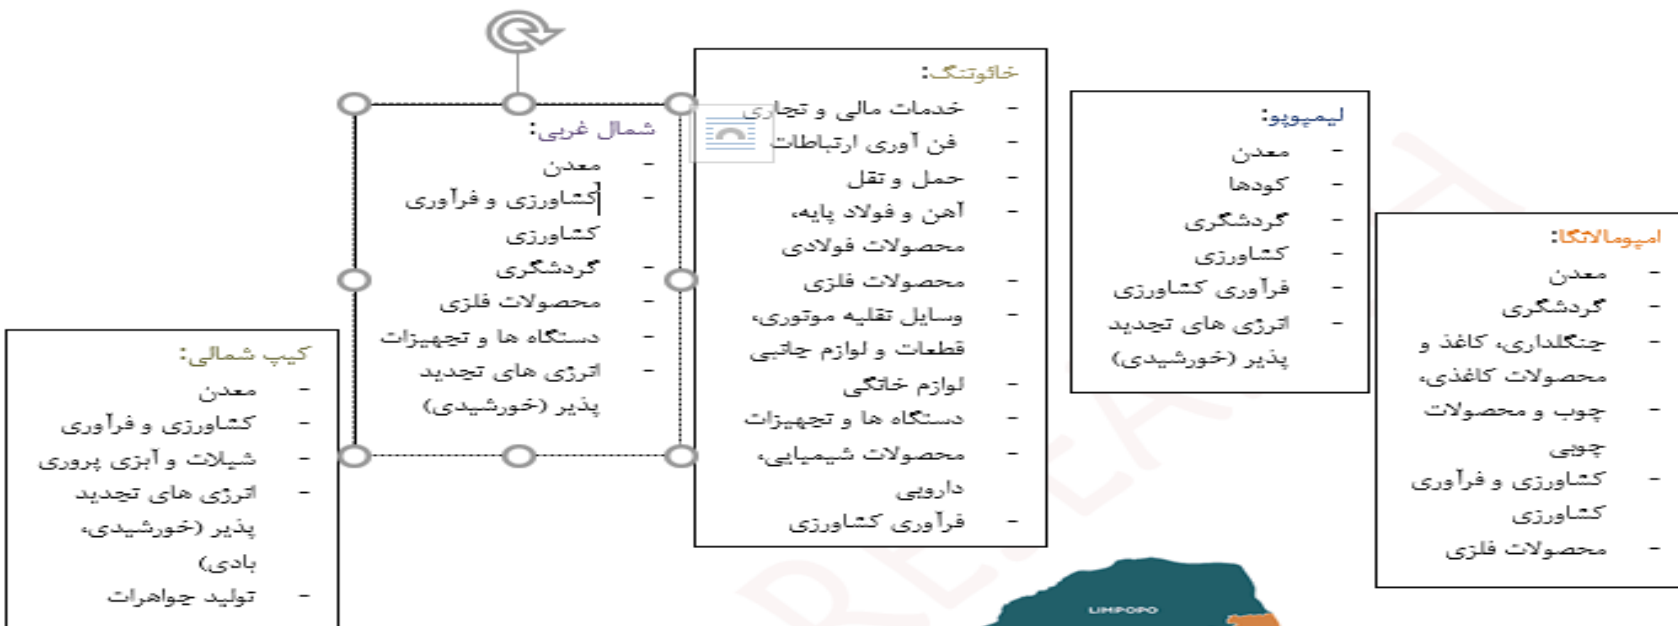 امپومالانگا:
- معدن
- گردشگری
- جنگلداری، کاغذ و
محصولات کاغذی،
- چوب و محصولات
چوبی
- کشاورزی و فرآوری
کشاورزی
- محصولات فلزی
لیمپوپو:
- معدن
- کودها
- گردشگری
- کشاورزی
- فرآوری کشاورزی
- انرژی های تجدید
پذیر (خورشیدی)
خائوتنگ:
- خدمات مالی و تجاری
- فن آوری ارتباطات
- حمل و نقل
- آهن و فولاد پایه،
محصولات فولادی
- محصولات فلزی
- وسایل نقلیه موتوری،
قطعات و لوازم جانبی
- لوازم خانگی
- دستگاه ها و تجهیزات
- محصولات شیمیایی،
دارویی
- فرآوری کشاورزی
شمال غربی:
- معدن
- کشاورزی و فرآوری
کشاورزی
- گردشگری
- محصولات فلزی
- دستگاه ها و تجهیزات
- انرژی های تجدید
پذیر (خورشیدی)
کیپ شمالی:
- معدن
- کشاورزی و فرآوری
- شیلات و آبزی پروری
- انرژی های تجدید
پذیر (خورشیدی،
بادی)
- تولید جواهرات
LIMPOPO